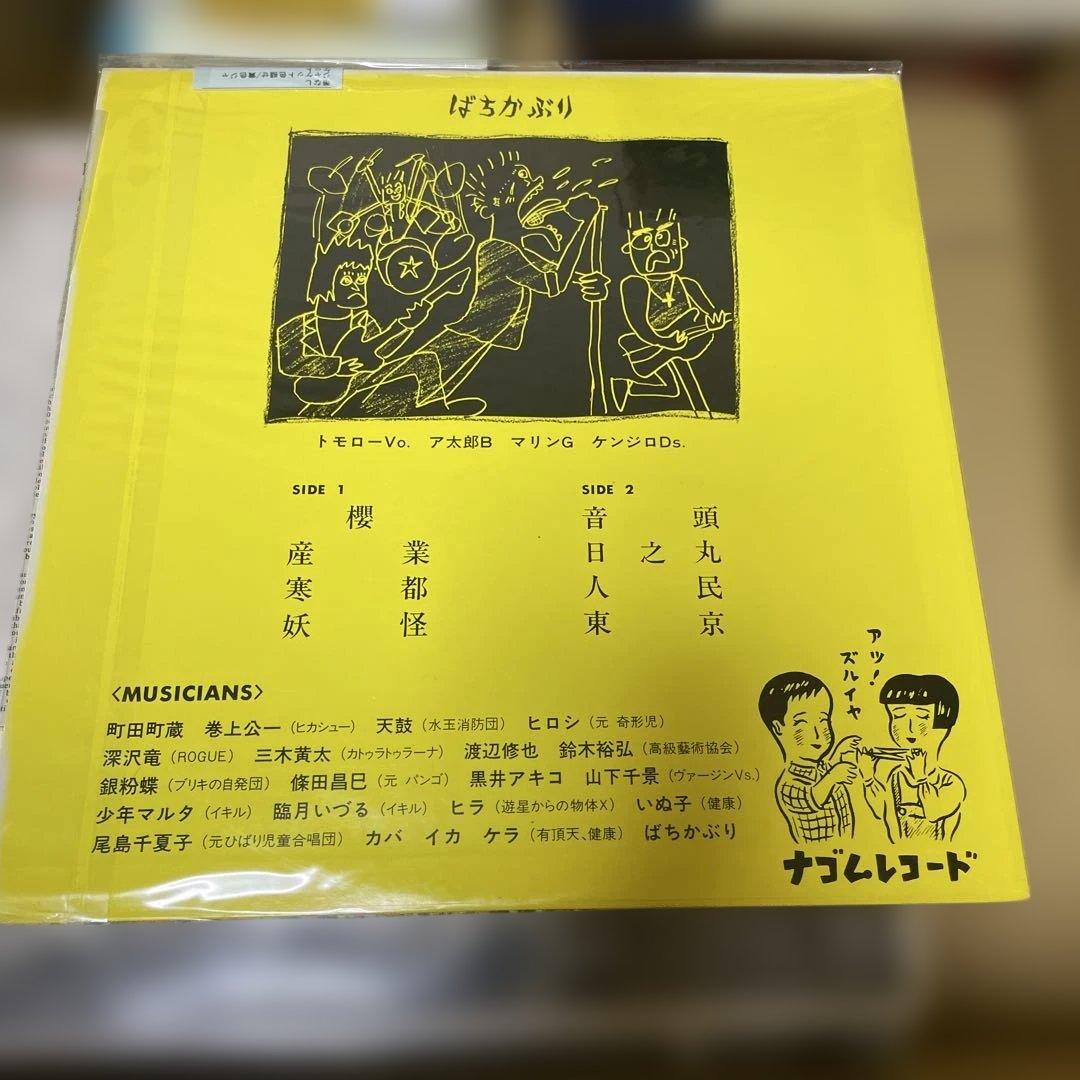 ばちかぶり
トモローVo. ア太郎B マリンG ケンジロDs.
SIDE 1
櫻
産業
寒都
妖怪
SIDE 2
音頭
日之丸
人民
東京
〈MUSICIANS〉
町田町蔵 巻上公一(ヒカシュー) 天鼓(水玉消防団) ヒロシ(元 奇形児)
深沢竜(ROGUE) 三木黄太(カトゥラトゥラーナ) 渡辺修也 鈴木裕弘(高級藝術協会)
銀粉蝶(ブリキの自発団) 條田昌巳(元 パンゴ) 黒井アキコ 山下千景(ヴァージンVs.)
少年マルタ(イキル) 臨月いづる(イキル) ヒラ(遊星からの物体X) いぬ子(健康)
尾島千夏子(元ひばり児童合唱団) カバ イカ ケラ(有頂天、健康) ばちかぶり
アッ!
ズルイヤ
ナゴムレコード